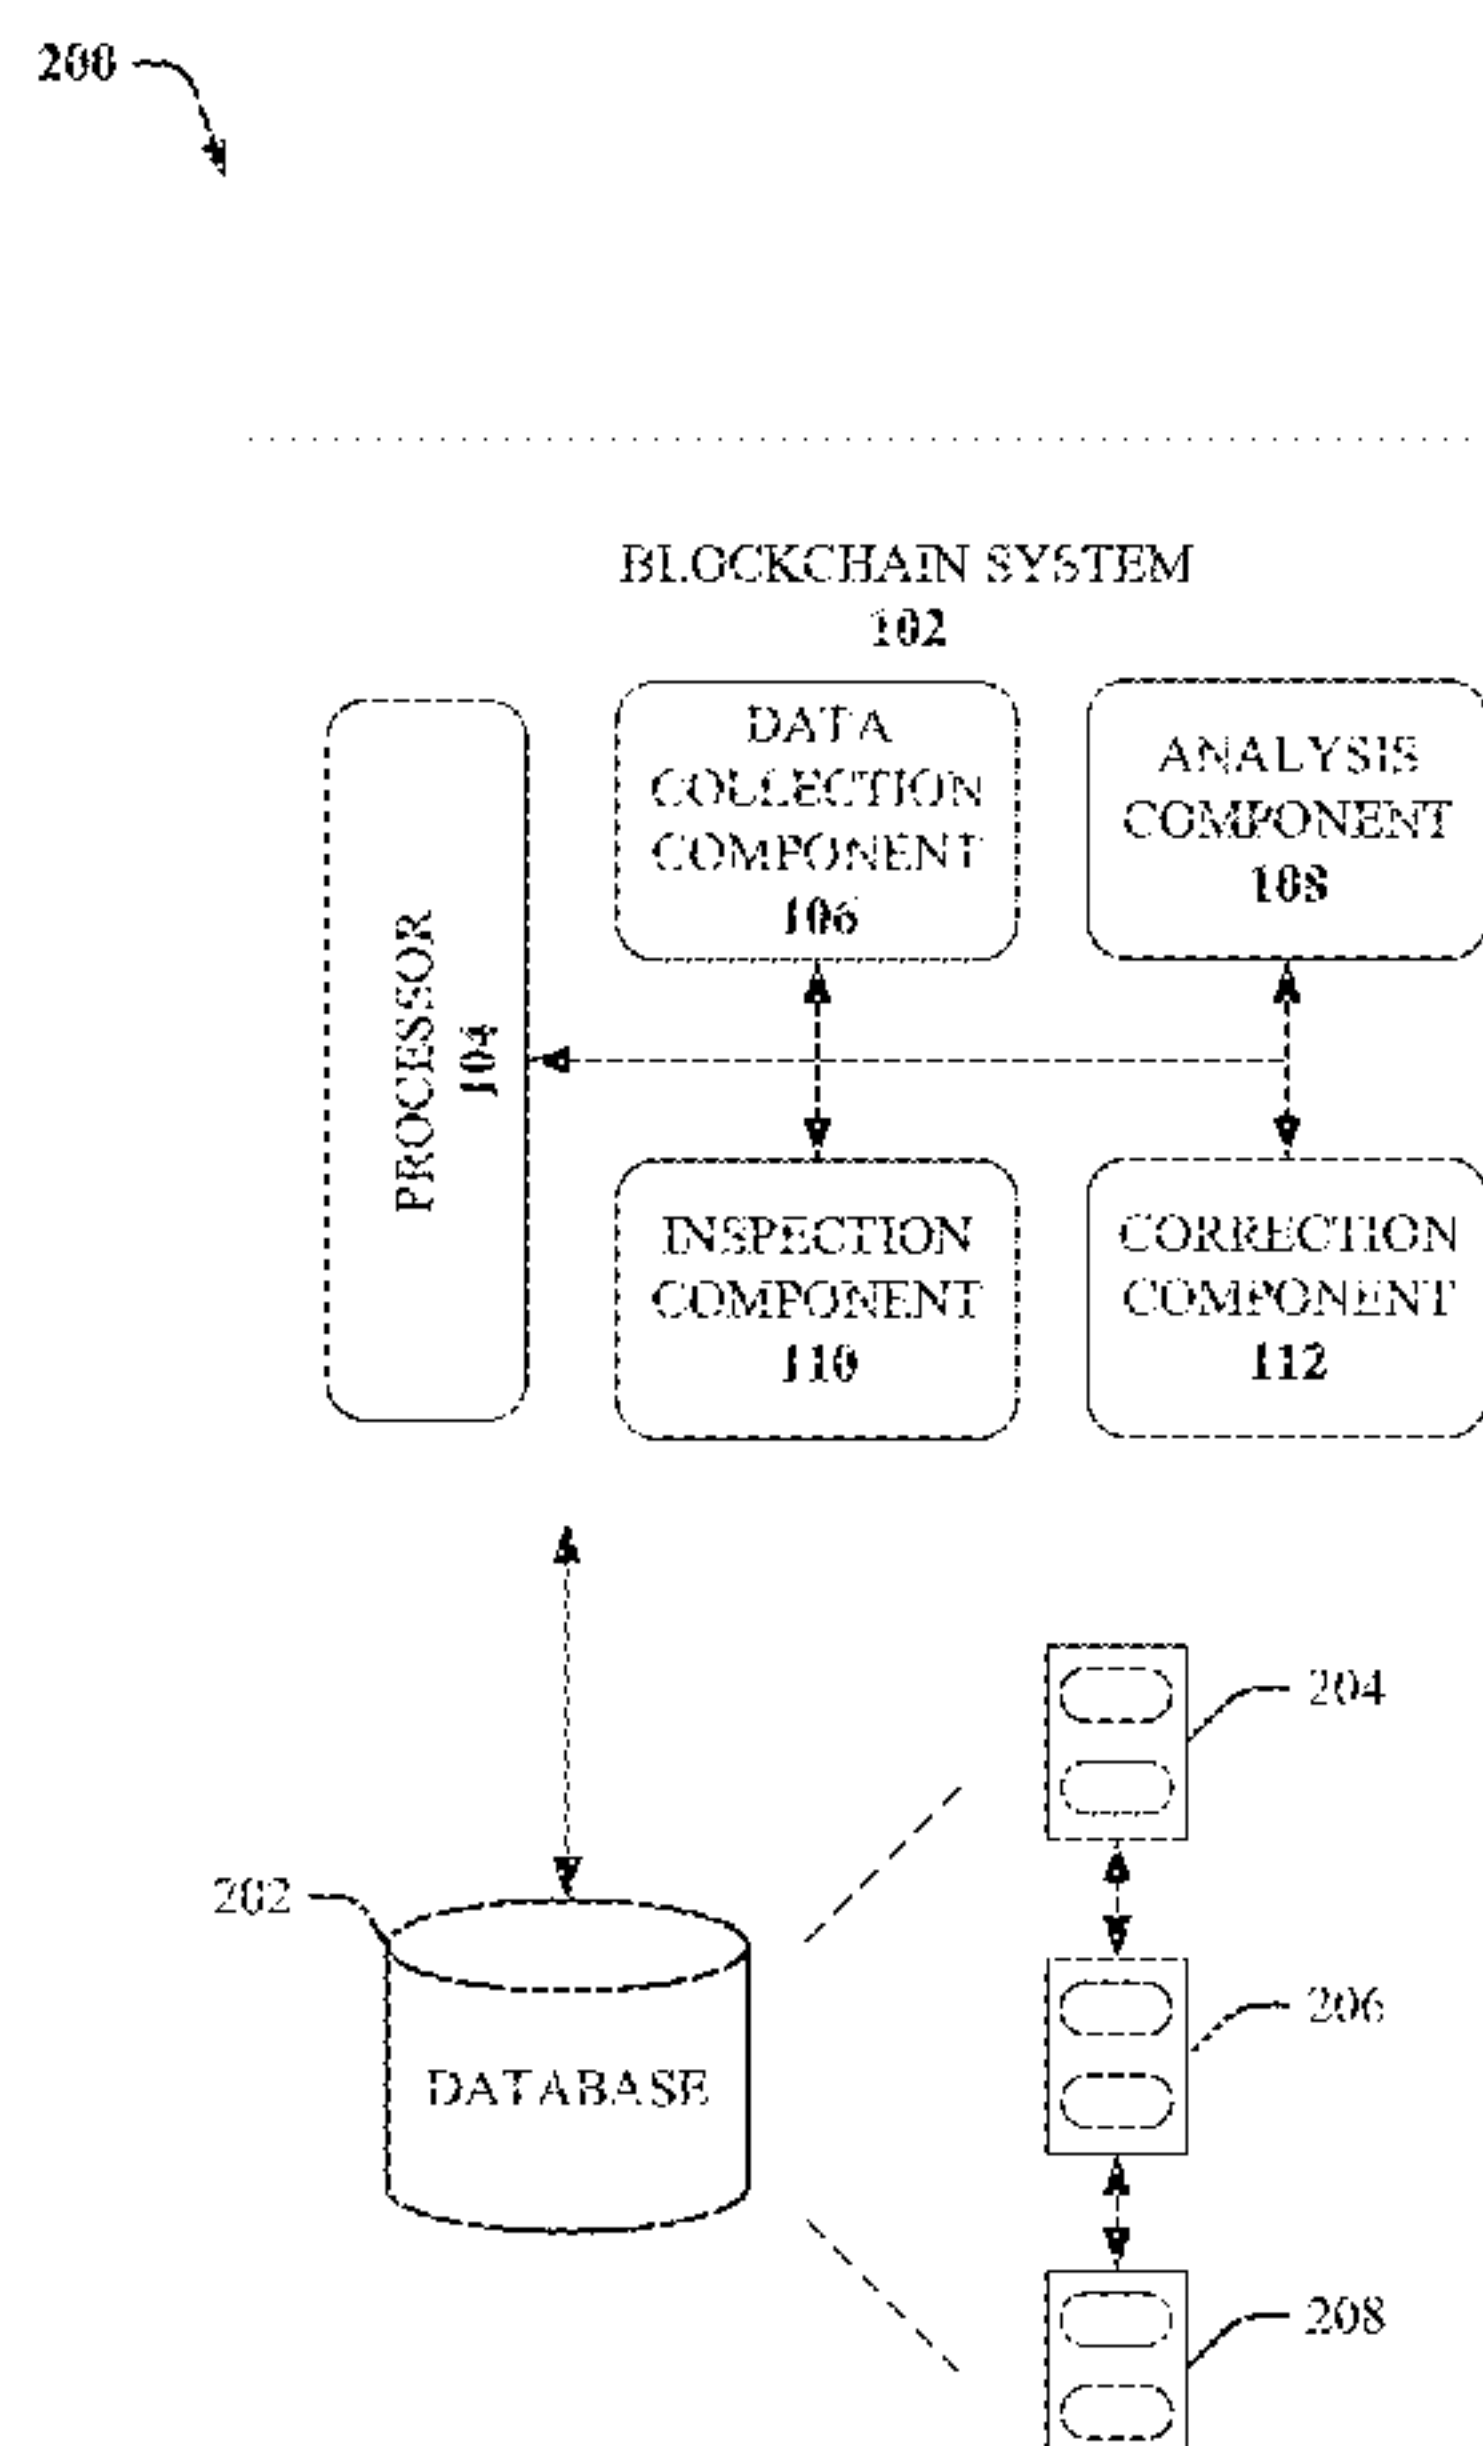 200
BLOCKCHAIN SYSTEM
102
PROCESSOR
104
DATA
COLLECTION
COMPONENT
106
ANALYSIS
COMPONENT
108
INSPECTION
COMPONENT
110
CORRECTION
COMPONENT
112
204
202
206
DATABASE
208